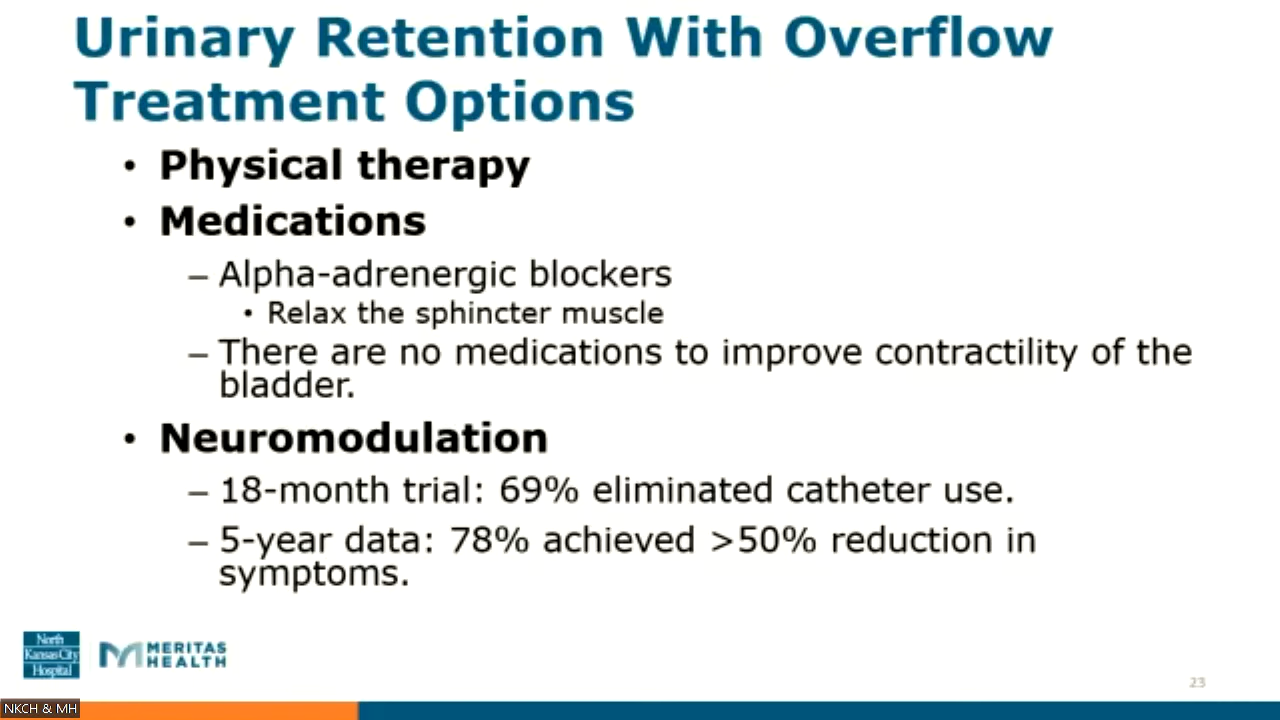 Urinary Retention With Overflow
Treatment Options
• Physical therapy
• Medications
– Alpha-adrenergic blockers
• Relax the sphincter muscle
– There are no medications to improve contractility of the
bladder.
• Neuromodulation
– 18-month trial: 69% eliminated catheter use.
– 5-year data: 78% achieved >50% reduction in
symptoms.
North
Kansas City
Hospital
MERITAS
HEALTH
23
NKCH & MH